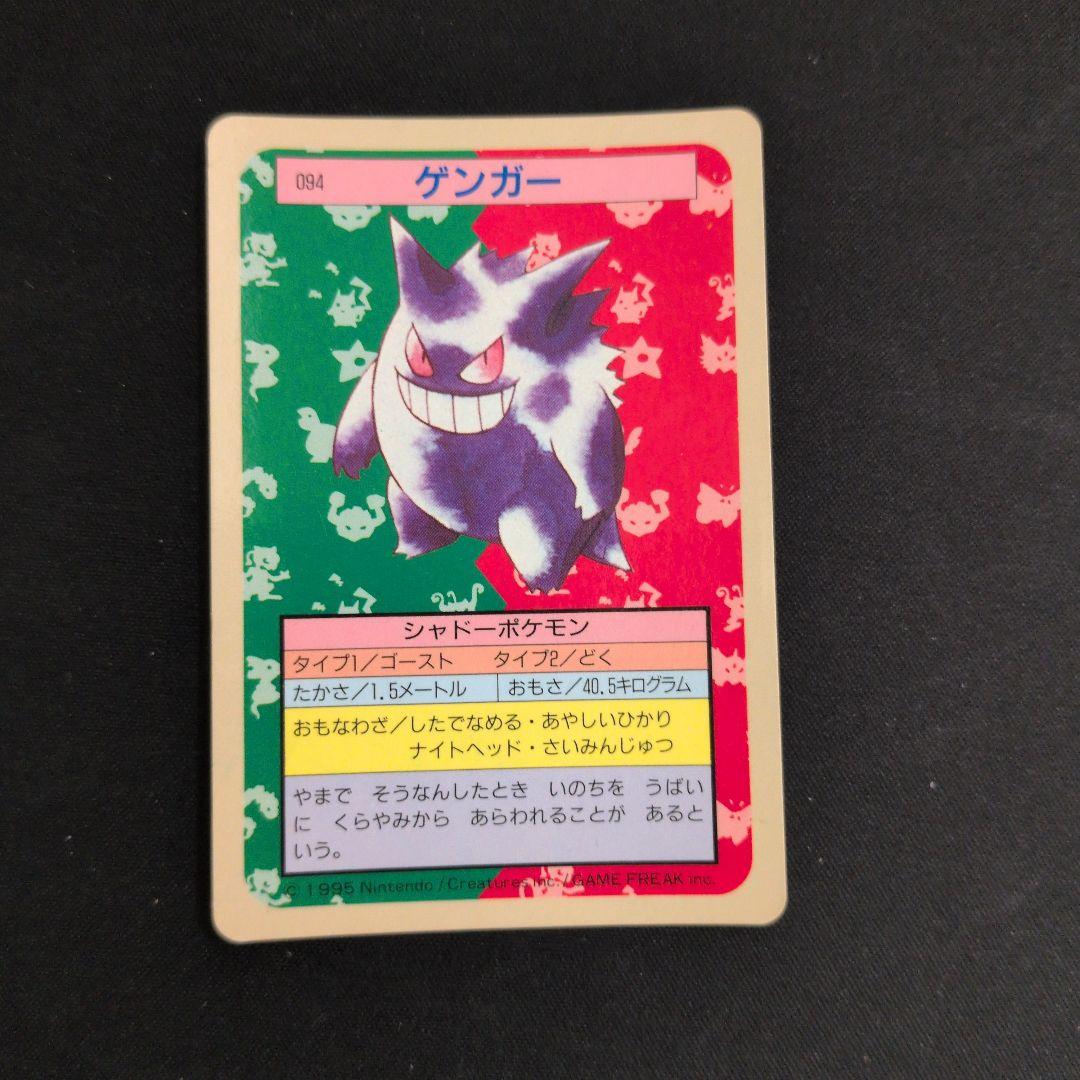 094 ゲンガー
シャドーポケモン
タイプ1／ゴースト タイプ2／どく
たかさ／1.5メートル おもさ／40.5キログラム
おもなわざ／したでなめる・あやしいひかり
ナイトヘッド・さいみんじゅつ
やまで そうなんしたとき いのちを うばい
に くらやみから あらわれることが あると
いう。
© 1995 Nintendo/Creatures inc./GAME FREAK inc.